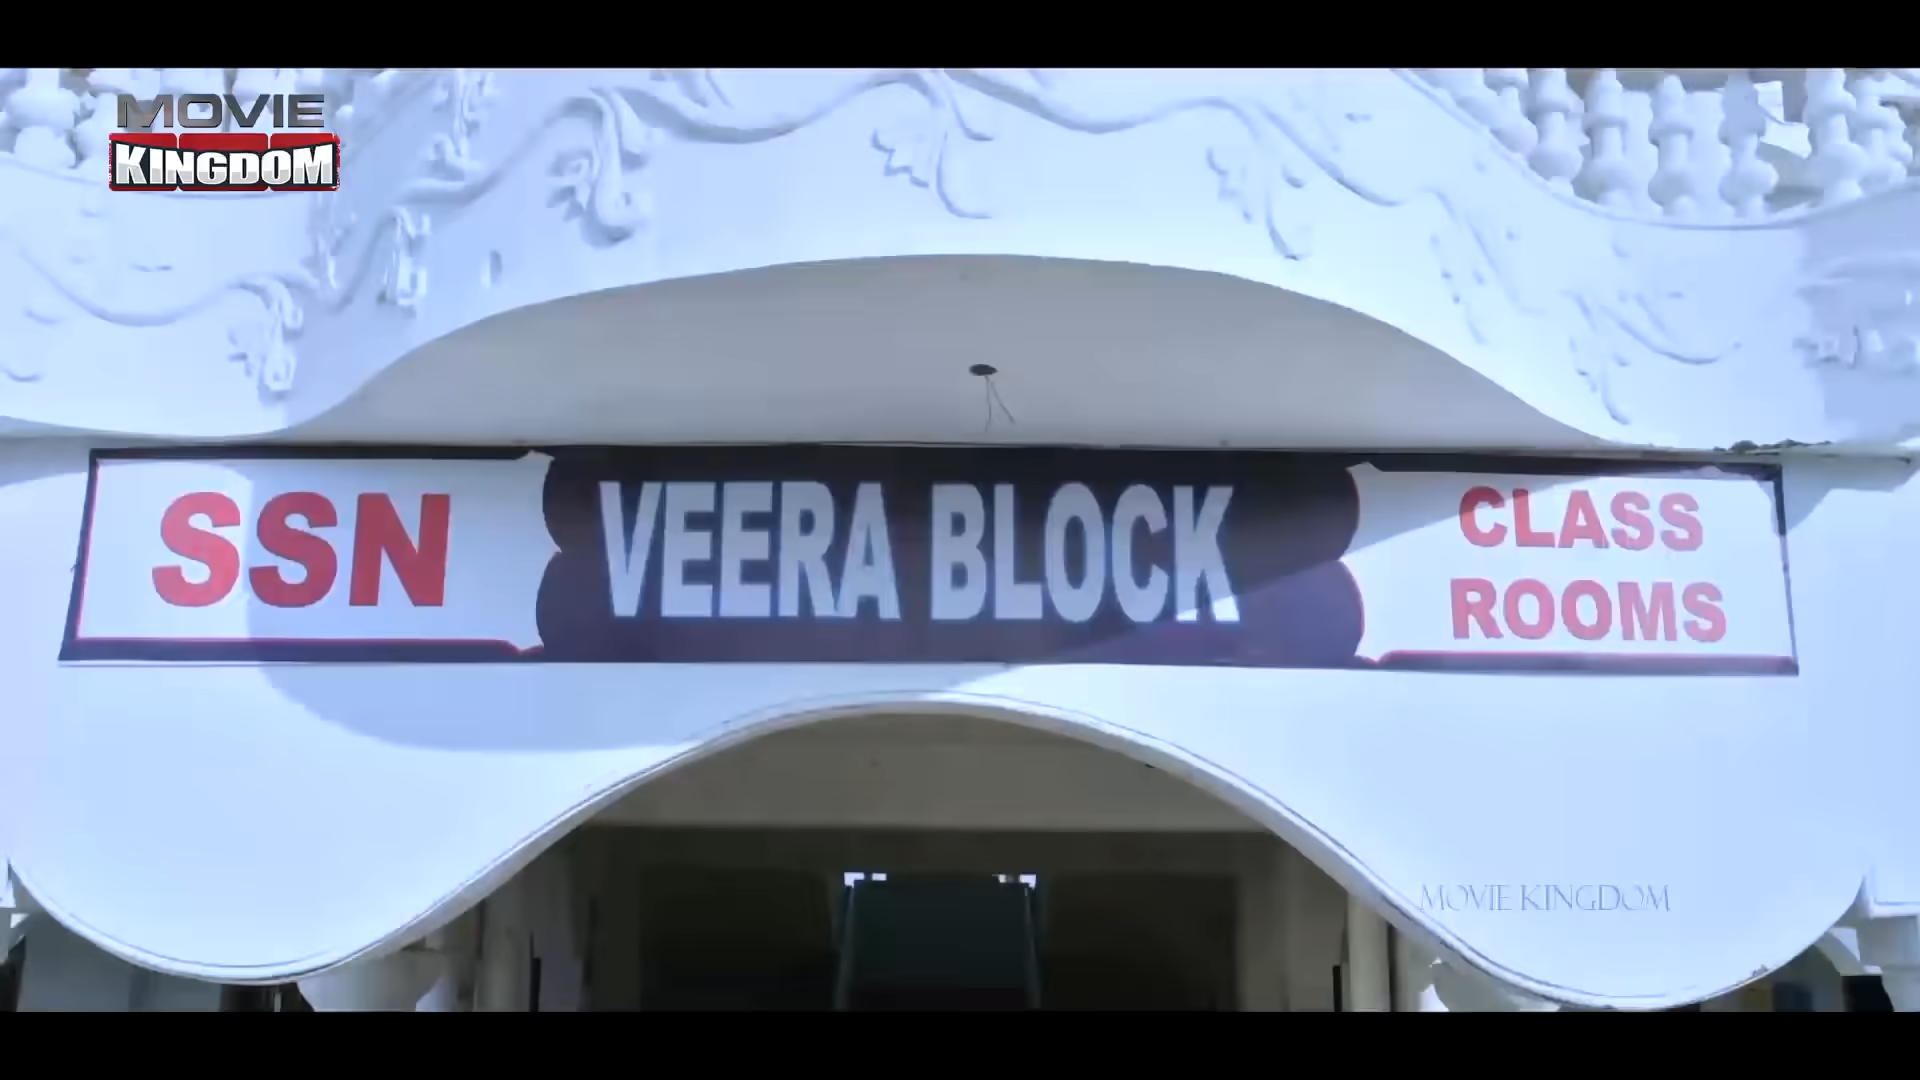 MOVIE
KINGDOM
SSN
VEERA BLOCK
CLASS
ROOMS
MOVIE KINGDOM